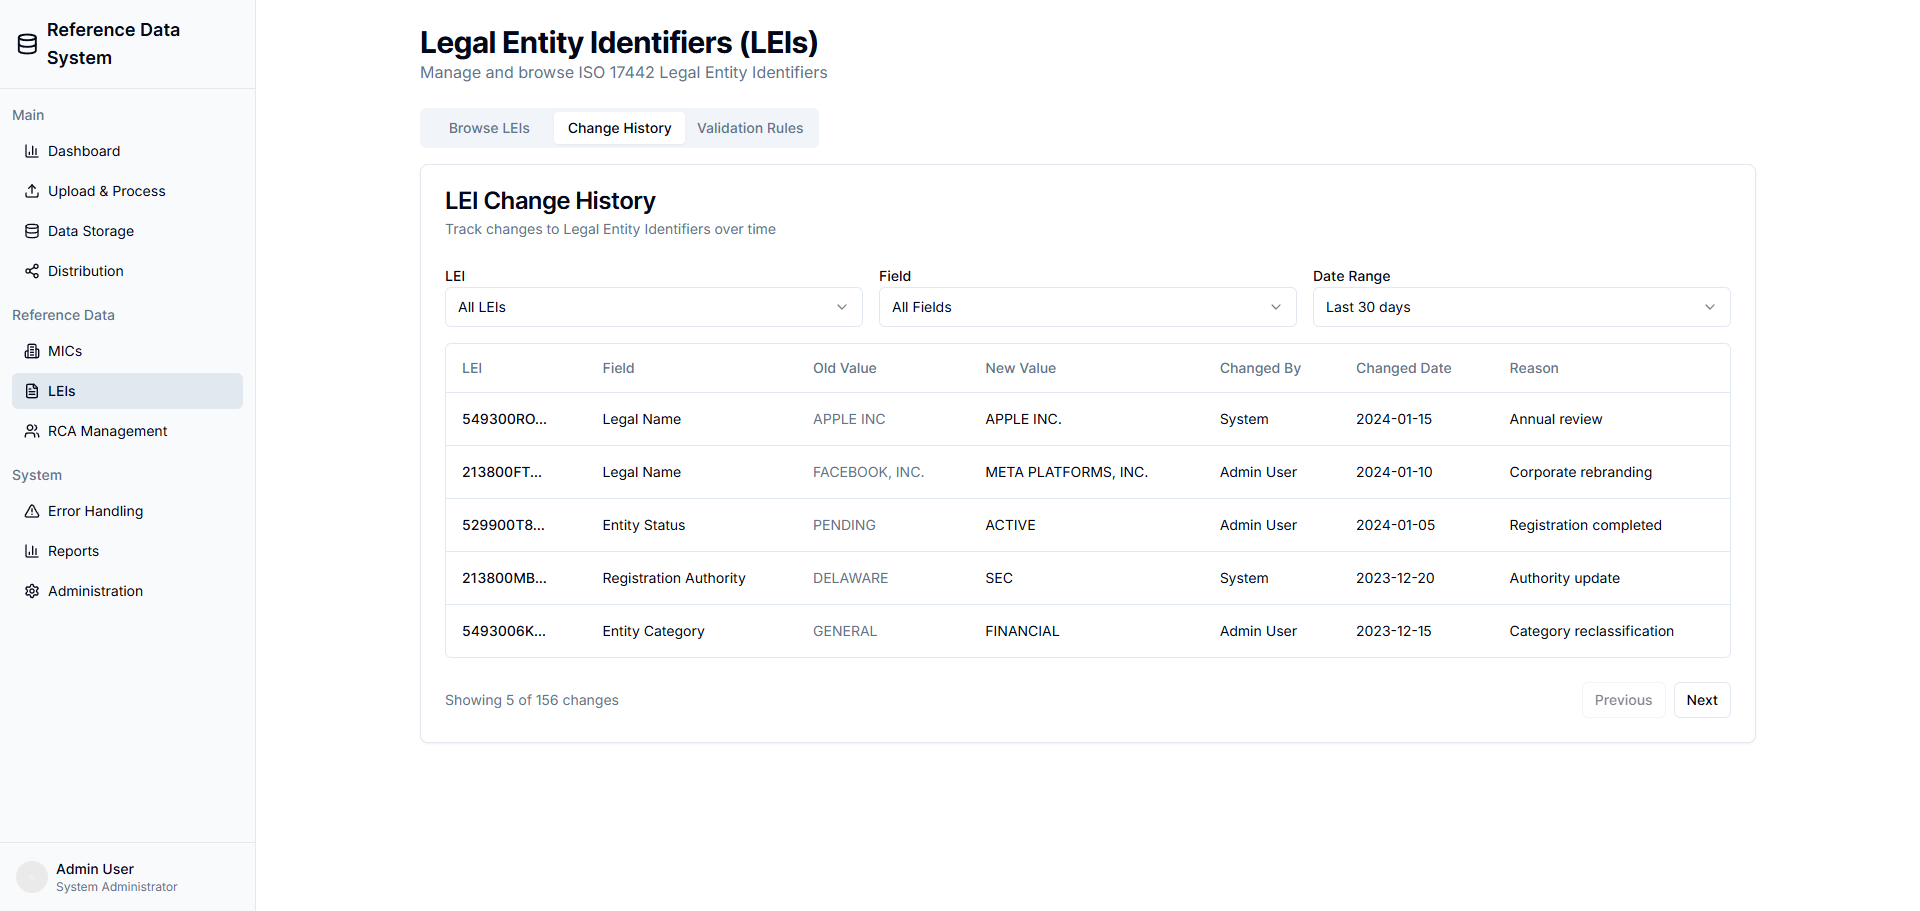 Reference Data
System
Main
Dashboard
Upload & Process
Data Storage
Distribution
Reference Data
MICs
LEIs
RCA Management
System
Error Handling
Reports
Administration
Admin User
System Administrator
Legal Entity Identifiers (LEIs)
Manage and browse ISO 17442 Legal Entity Identifiers
Browse LEIs Change History Validation Rules
LEI Change History
Track changes to Legal Entity Identifiers over time
LEI Field Date Range
All LEIs All Fields Last 30 days
LEI Field Old Value New Value Changed By Changed Date Reason
549300RO... Legal Name APPLE INC APPLE INC. System 2024-01-15 Annual review
213800FT... Legal Name FACEBOOK, INC. META PLATFORMS, INC. Admin User 2024-01-10 Corporate rebranding
529900T8... Entity Status PENDING ACTIVE Admin User 2024-01-05 Registration completed
213800MB... Registration Authority DELAWARE SEC System 2023-12-20 Authority update
5493006K... Entity Category GENERAL FINANCIAL Admin User 2023-12-15 Category reclassification
Showing 5 of 156 changes Previous Next